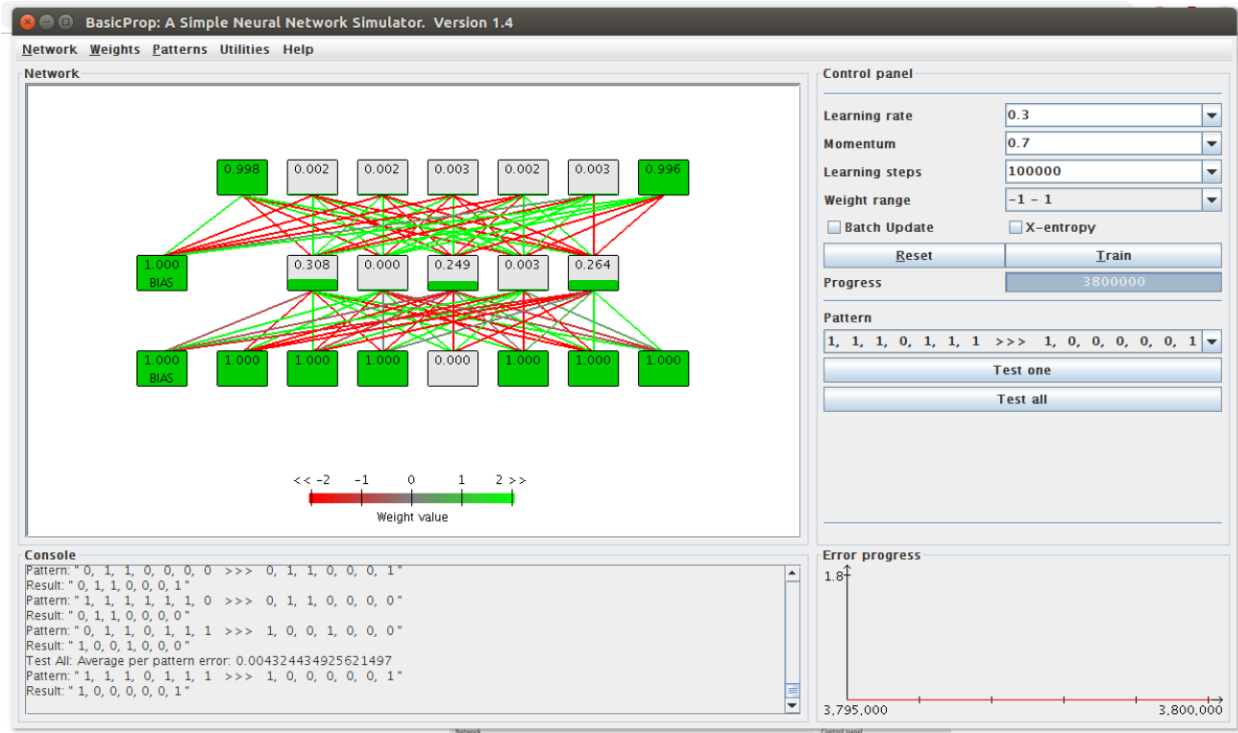 BasicProp: A Simple Neural Network Simulator. Version 1.4
Network Weights Patterns Utilities Help
Network
0.998 0.002 0.002 0.003 0.002 0.003 0.996
1.000 0.308 0.000 0.249 0.003 0.264
BIAS
1.000 1.000 1.000 1.000 0.000 1.000 1.000 1.000
BIAS
<< -2 -1 0 1 2 >>
Weight value
Control panel
Learning rate 0.3
Momentum 0.7
Learning steps 100000
Weight range -1 - 1
Batch Update X-entropy
Reset Train
Progress 3800000
Pattern
1, 1, 1, 0, 1, 1, 1 >>> 1, 0, 0, 0, 0, 0, 1
Test one
Test all
Console
Pattern: " 0, 1, 1, 0, 0, 0, 0 >>> 0, 1, 1, 0, 0, 0, 1"
Result: " 0, 1, 1, 0, 0, 0, 1"
Pattern: " 1, 1, 1, 1, 1, 1, 0 >>> 0, 1, 1, 0, 0, 0, 0"
Result: " 0, 1, 1, 0, 0, 0, 0"
Pattern: " 0, 1, 1, 0, 1, 1, 1 >>> 1, 0, 0, 1, 0, 0, 0"
Result: " 1, 0, 0, 1, 0, 0, 0"
Test All: Average per pattern error: 0.004324434925621497
Pattern: " 1, 1, 1, 0, 1, 1, 1 >>> 1, 0, 0, 0, 0, 0, 1"
Result: " 1, 0, 0, 0, 0, 0, 1"
Error progress
1.8
3,795,000 3,800,000
Network Control panel